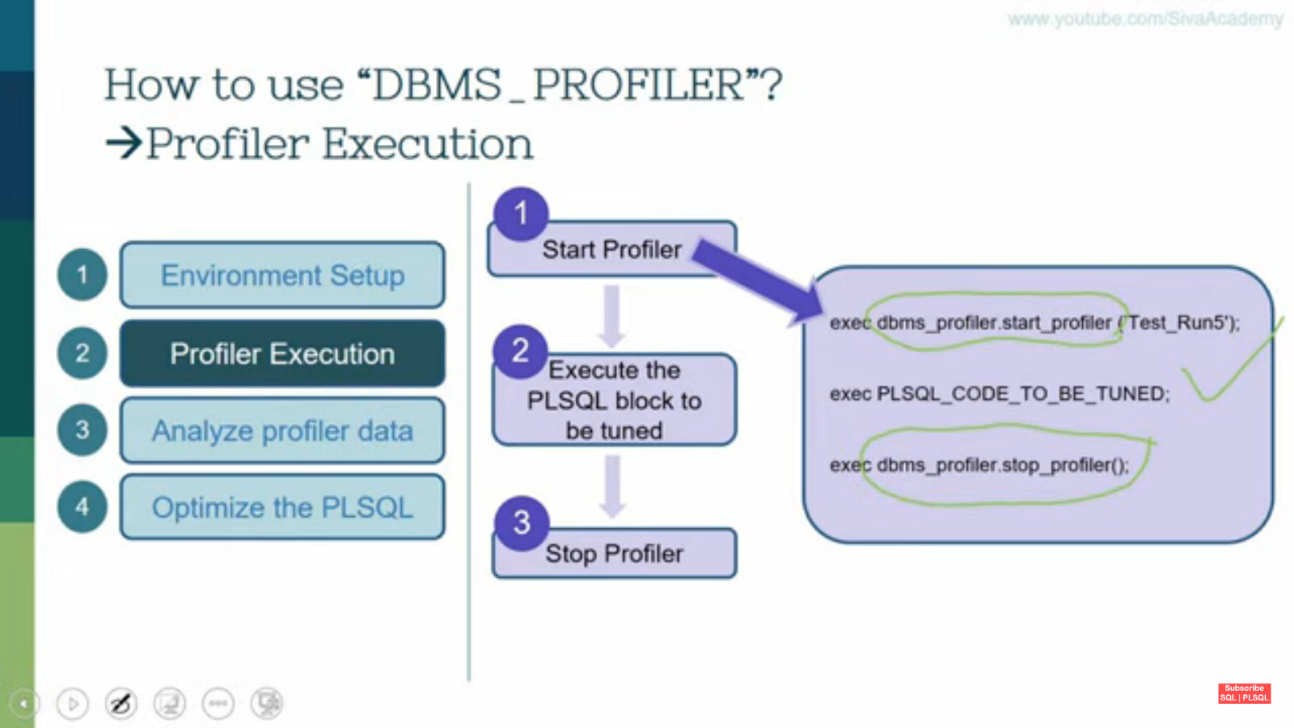 www.youtube.com/SivaAcademy
How to use “DBMS_PROFILER”?
→Profiler Execution
1
Environment Setup
2
Profiler Execution
3
Analyze profiler data
4
Optimize the PLSQL
1
Start Profiler
2
Execute the
PLSQL block to
be tuned
3
Stop Profiler
exec dbms_profiler.start_profiler ('Test_Run5');
exec PLSQL_CODE_TO_BE_TUNED;
exec dbms_profiler.stop_profiler();
Subscribe
SQL | PLSQL